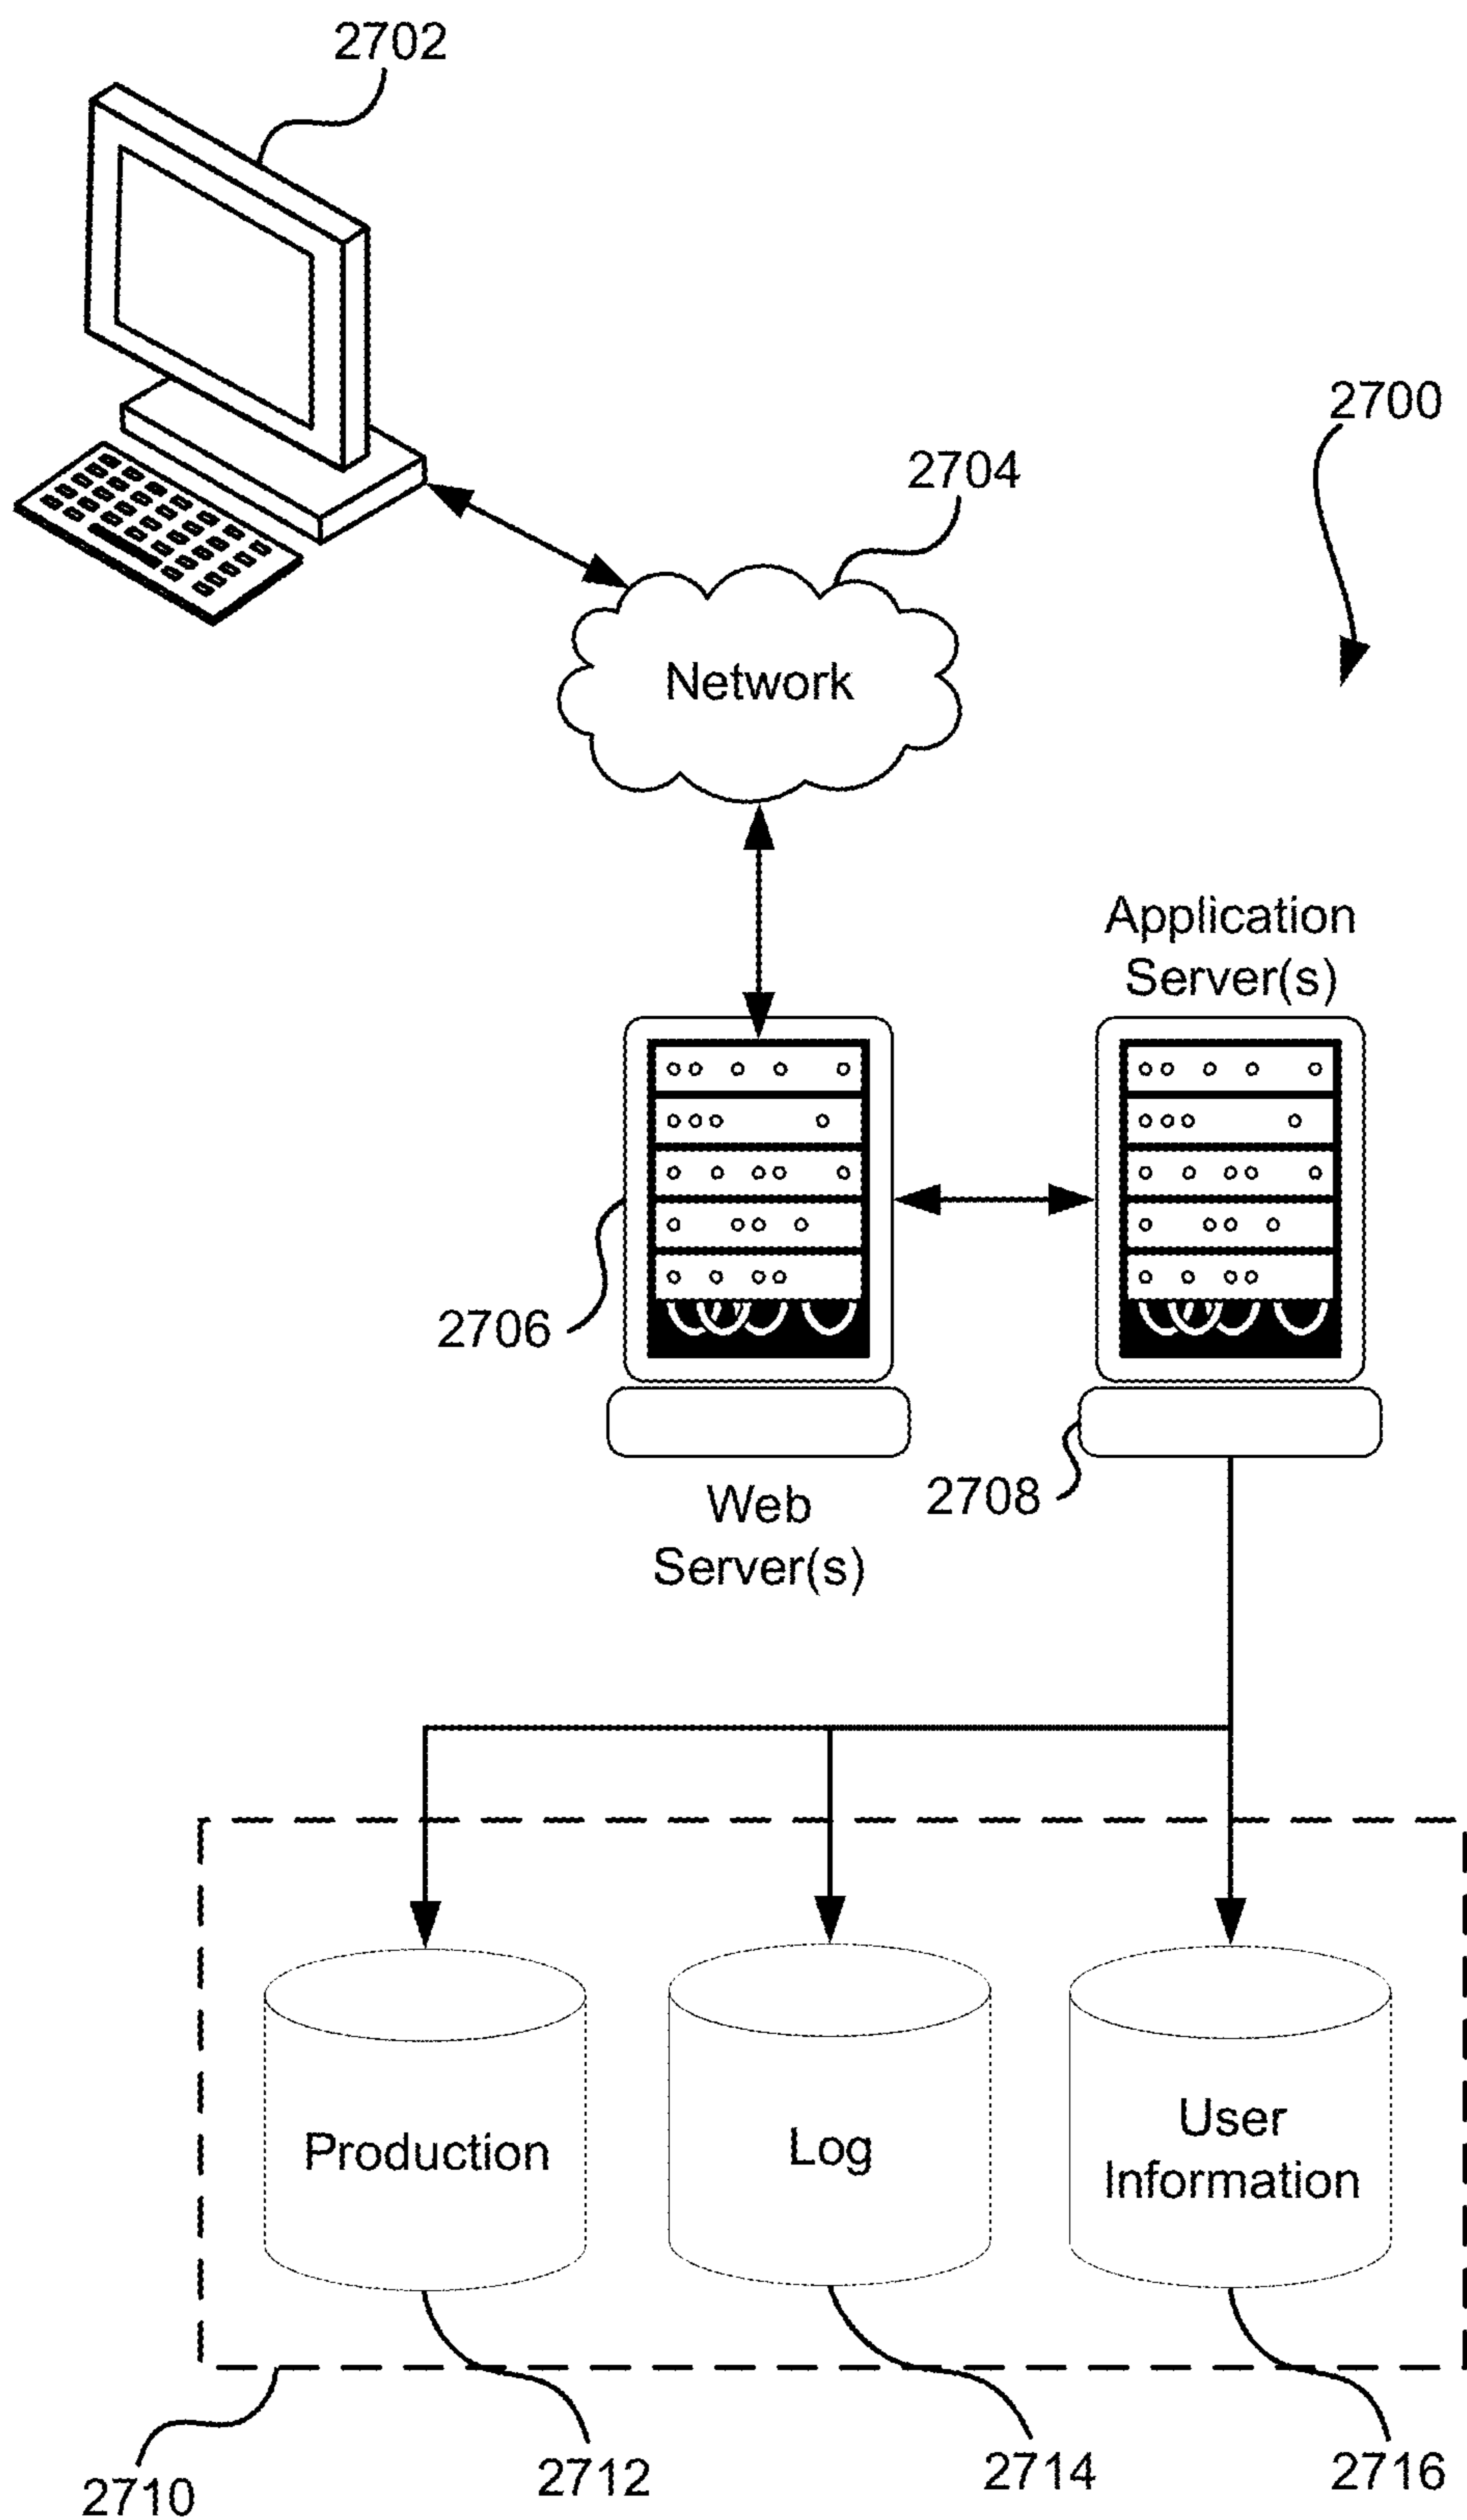 2702
2700
2704
Network
Application
Server(s)
2706
2708
Web
Server(s)
Production
Log
User
Information
2710
2712
2714
2716